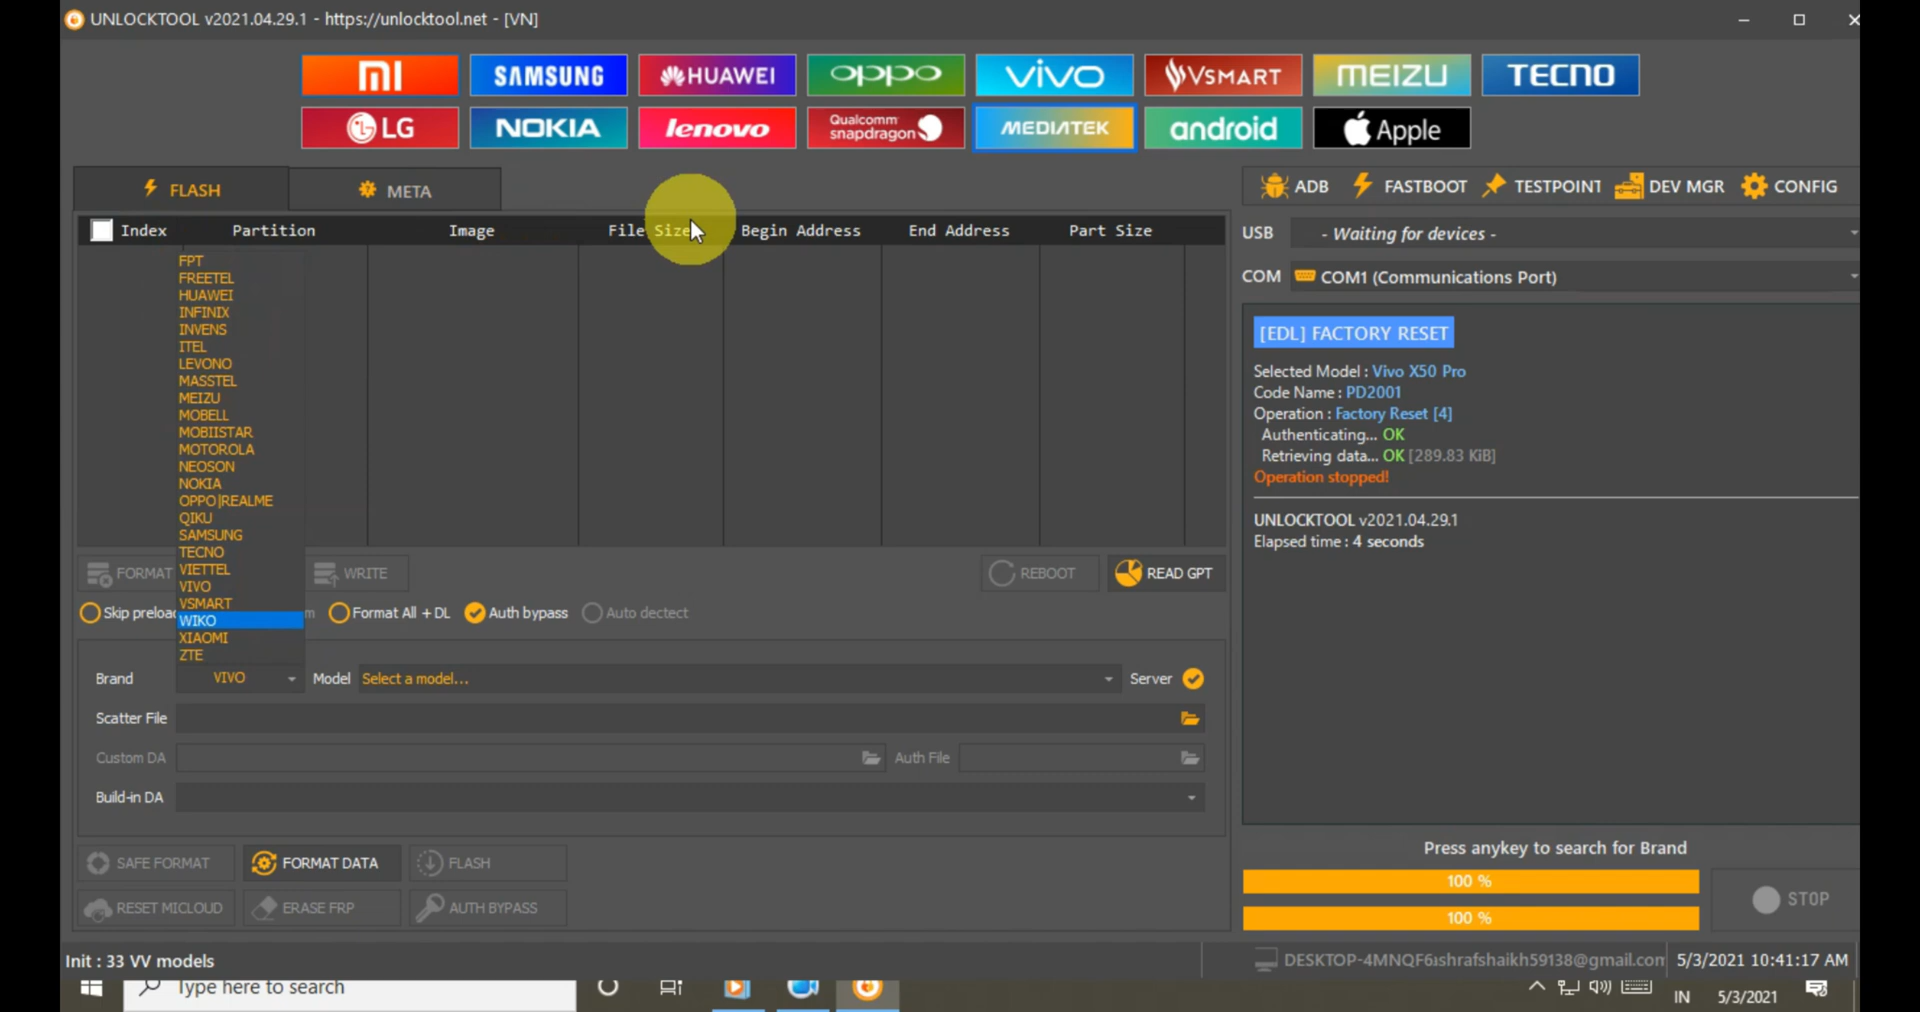 UNLOCKTOOL v2021.04.29.1 - https://unlocktool.net - [VN]
SAMSUNG HUAWEI oppo vivo VSMART MEIZU TECNO
LG NOKIA lenovo Qualcomm snapdragon MEDIATEK android Apple
FLASH META
ADB FASTBOOT TESTPOINT DEV MGR CONFIG
Index Partition Image File Size Begin Address End Address Part Size
USB - Waiting for devices -
COM COM1 (Communications Port)
FPT
FREETEL
HUAWEI
INFINIX
INVENS
ITEL
LEVONO
MASSTEL
MEIZU
MOBELL
MOBIISTAR
MOTOROLA
NEOSON
NOKIA
OPPO|REALME
QIKU
SAMSUNG
TECNO
VIETTEL
VIVO
VSMART
WIKO
XIAOMI
ZTE
[EDL] FACTORY RESET
Selected Model : Vivo X50 Pro
Code Name : PD2001
Operation : Factory Reset [4]
Authenticating... OK
Retrieving data... OK [289.83 KiB]
Operation stopped!
UNLOCKTOOL v2021.04.29.1
Elapsed time : 4 seconds
FORMAT WRITE REBOOT READ GPT
Skip preloa m Format All + DL Auth bypass Auto dectect
Brand VIVO Model Select a model... Server
Scatter File
Custom DA Auth File
Build-in DA
SAFE FORMAT FORMAT DATA FLASH
RESET MICLOUD ERASE FRP AUTH BYPASS
Press anykey to search for Brand
100 %
100 %
STOP
Init : 33 VV models
DESKTOP-4MNQF6 shrafshaikh59138@gmail.com 5/3/2021 10:41:17 AM
Type here to search
IN 5/3/2021